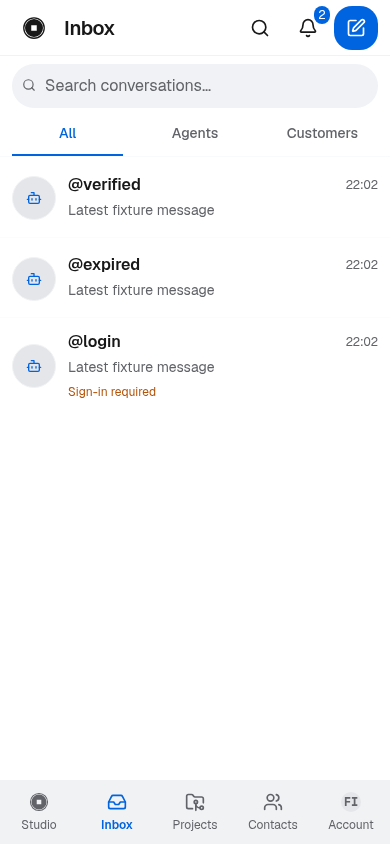 Inbox
2
Search conversations...
All
Agents
Customers
@verified
22:02
Latest fixture message
@expired
22:02
Latest fixture message
@login
22:02
Latest fixture message
Sign-in required
FI
Studio
Inbox
Projects
Contacts
Account